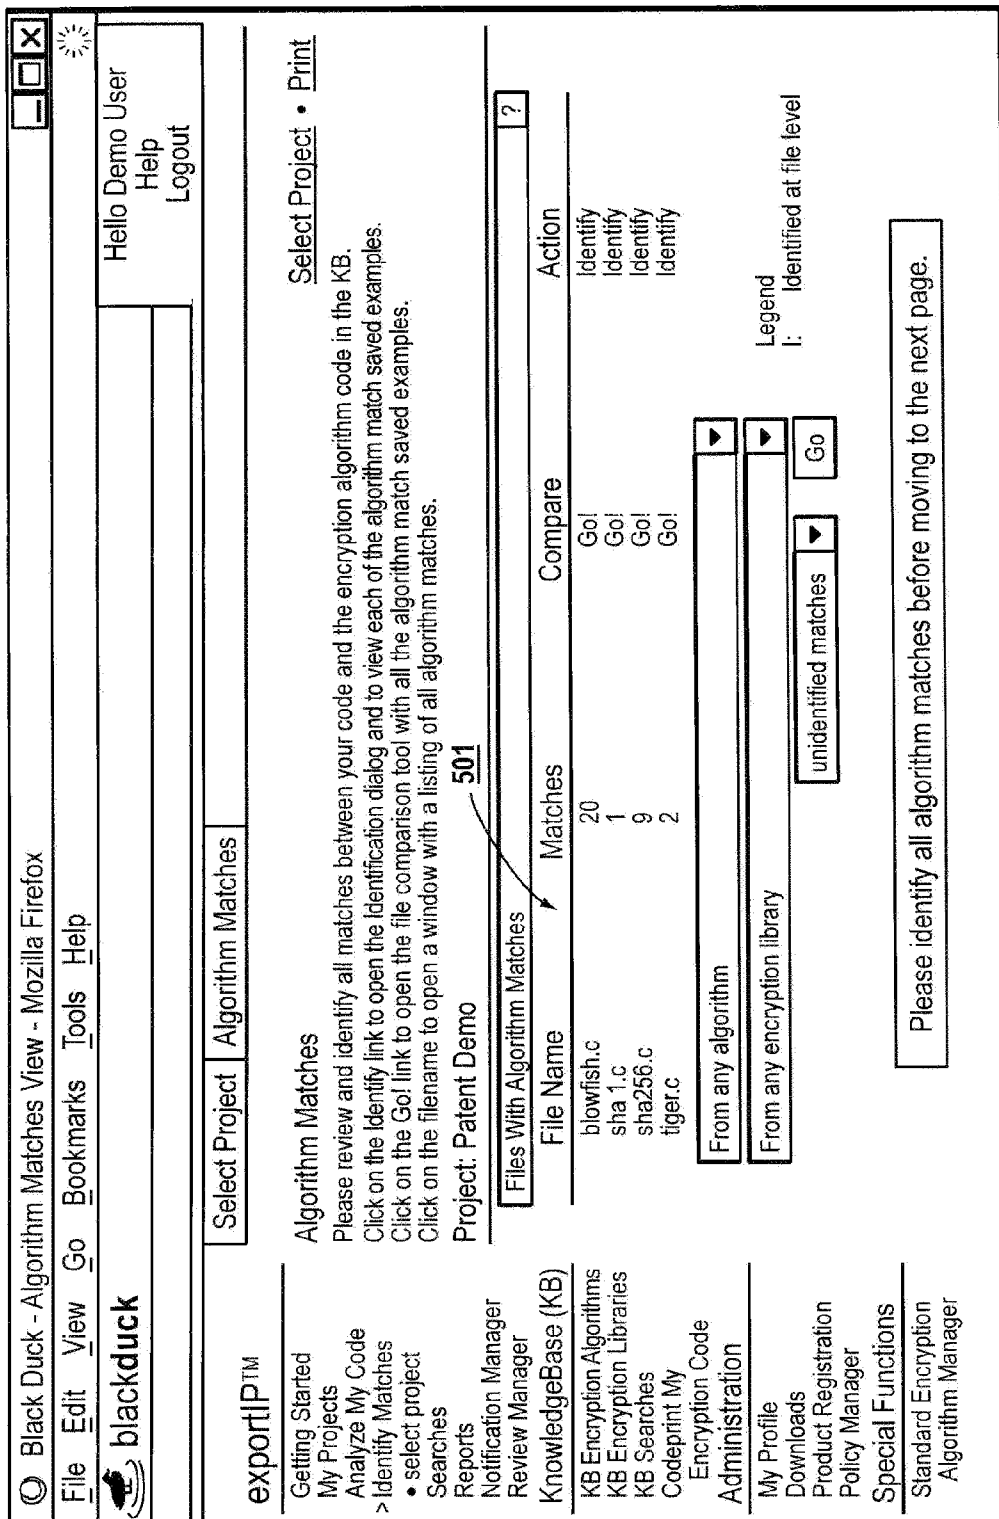 Black Duck - Algorithm Matches View - Mozilla Firefox
File Edit View Go Bookmarks Tools Help
blackduck
Hello Demo User
Help
Logout
Select Project Algorithm Matches
exportIP™
Getting Started
My Projects
Analyze My Code
> Identify Matches
• select project
Searches
Reports
Notification Manager
Review Manager
KnowledgeBase (KB)
KB Encryption Algorithms
KB Encryption Libraries
KB Searches
Codeprint My
Encryption Code
Administration
My Profile
Downloads
Product Registration
Policy Manager
Special Functions
Standard Encryption
Algorithm Manager
Select Project • Print
Algorithm Matches
Please review and identify all matches between your code and the encryption algorithm code in the KB.
Click on the Identify link to open the Identification dialog and to view each of the algorithm match saved examples.
Click on the Go! link to open the file comparison tool with all the algorithm match saved examples.
Click on the filename to open a window with a listing of all algorithm matches.
Project: Patent Demo
501
Files With Algorithm Matches ?
File Name Matches Compare Action
blowfish.c 20 Go! Identify
sha 1.c 1 Go! Identify
sha256.c 9 Go! Identify
tiger.c 2 Go! Identify
From any algorithm
From any encryption library
unidentified matches Go
Legend
I: Identified at file level
Please identify all algorithm matches before moving to the next page.